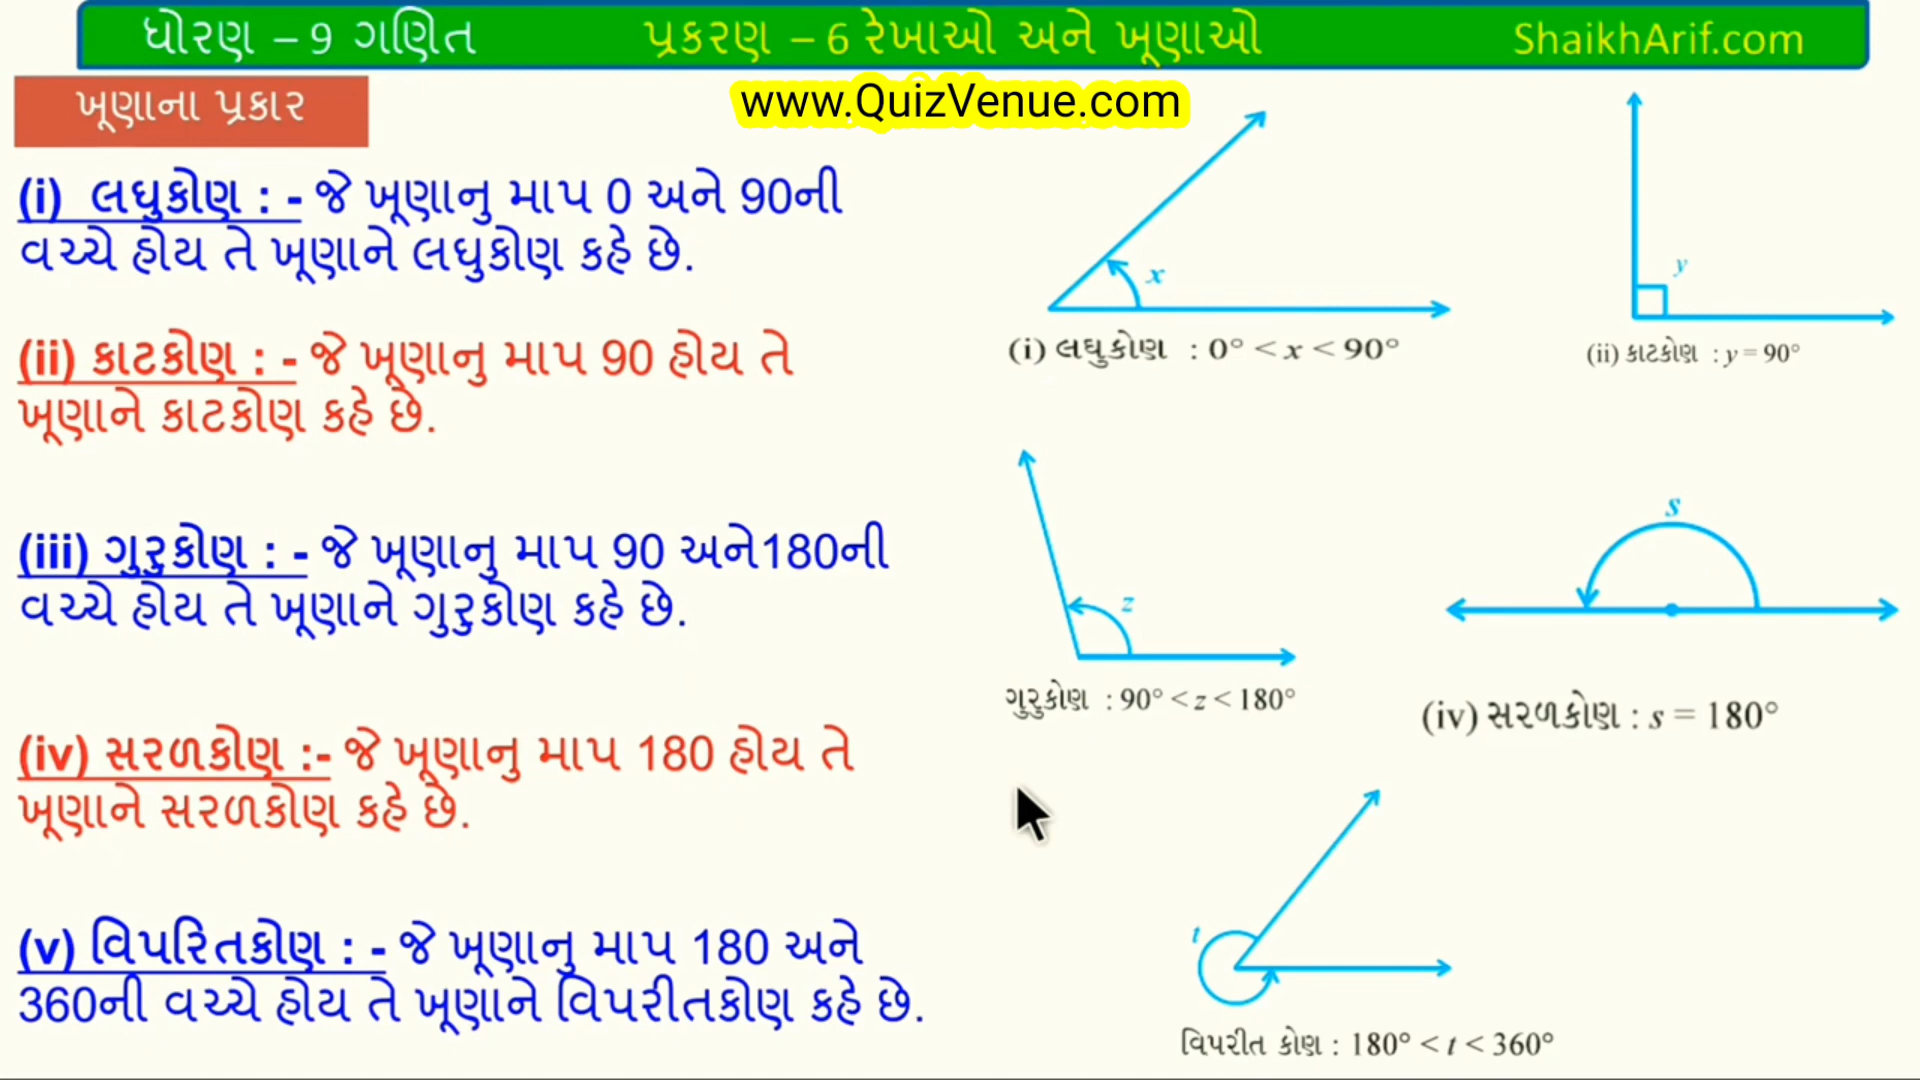 ધોરણ – 9 ગણિત પ્રકરણ – 6 રેખાઓ અને ખૂણાઓ ShaikhArif.com
www.QuizVenue.com
ખૂણાના પ્રકાર
(i) લઘુકોણ : - જે ખૂણાનુ માપ 0 અને 90ની
વચ્ચે હોય તે ખૂણાને લઘુકોણ કહે છે.
(ii) કાટકોણ : - જે ખૂણાનુ માપ 90 હોય તે
ખૂણાને કાટકોણ કહે છે.
(iii) ગુરુકોણ : - જે ખૂણાનુ માપ 90 અને180ની
વચ્ચે હોય તે ખૂણાને ગુરુકોણ કહે છે.
(iv) સરળકોણ :- જે ખૂણાનુ માપ 180 હોય તે
ખૂણાને સરળકોણ કહે છે.
(v) વિપરિતકોણ : - જે ખૂણાનુ માપ 180 અને
360ની વચ્ચે હોય તે ખૂણાને વિપરીતકોણ કહે છે.
x
(i) લઘુકોણ : 0° < x < 90°
y
(ii) કાટકોણ : y = 90°
z
ગુરુકોણ : 90° < z < 180°
s
(iv) સરળકોણ : s = 180°
t
વિપરીત કોણ : 180° < t < 360°